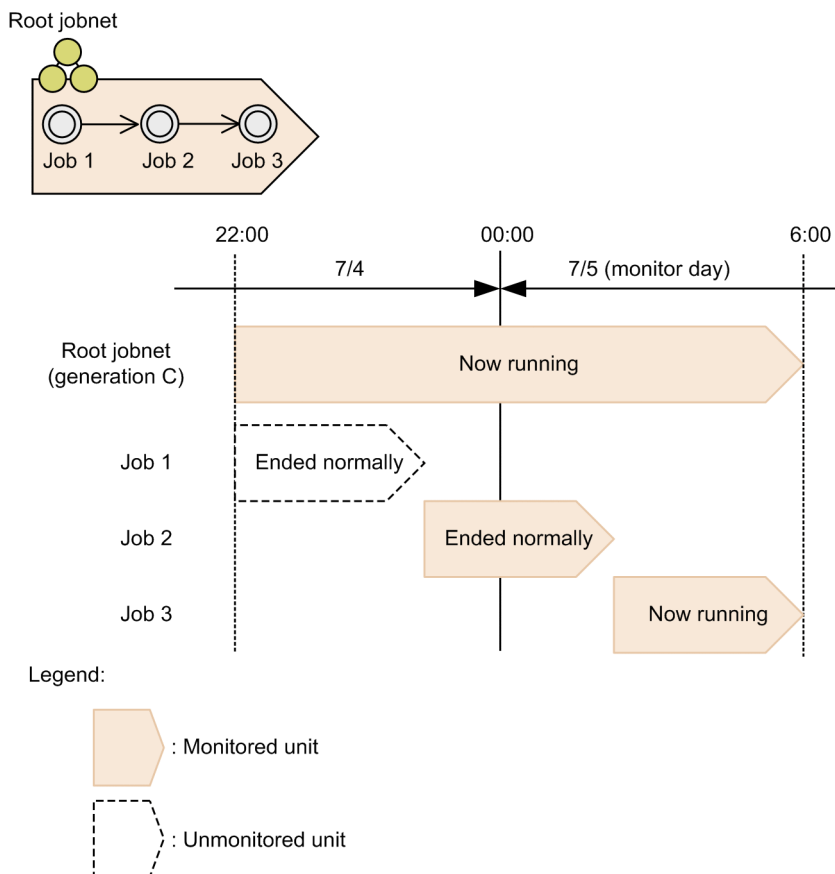 Root jobnet
Job 1 Job 2 Job 3
22:00 00:00 6:00
7/4 7/5 (monitor day)
Root jobnet
(generation C)
Now running
Job 1 Ended normally
Job 2 Ended normally
Job 3 Now running
Legend:
: Monitored unit
: Unmonitored unit